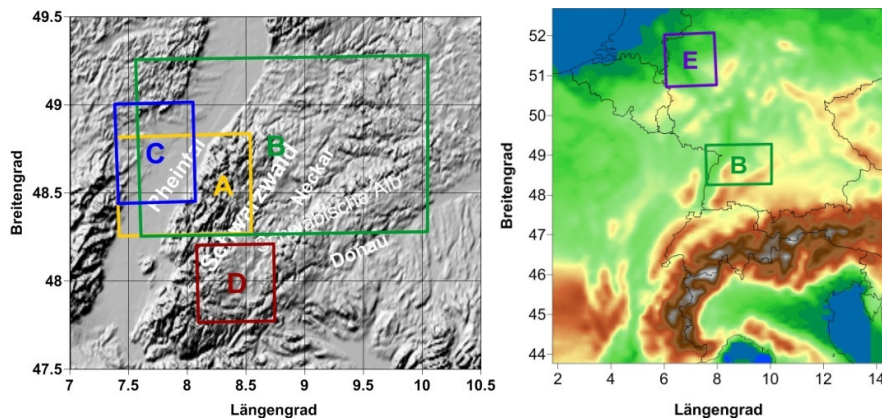 49.5
49
48.5
48
47.5
7
7.5
8
8.5
9
9.5
10
10.5
Breitengrad
Längengrad
A
B
C
D
Rheintal
Schwarzwald
Neckar
Schwäbische Alb
Donau
52
51
50
49
48
47
46
45
44
2
4
6
8
10
12
14
Breitengrad
Längengrad
E
B